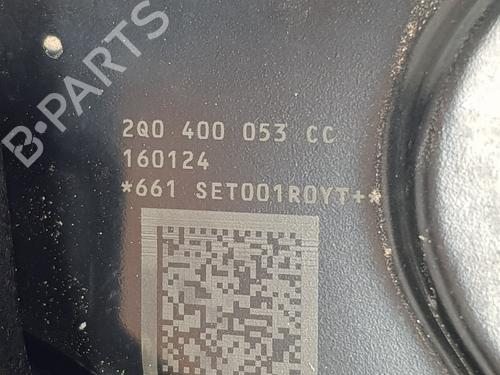 B-PARTS
2Q0 400 053 CC
160124
*661 SET001R0YT+*